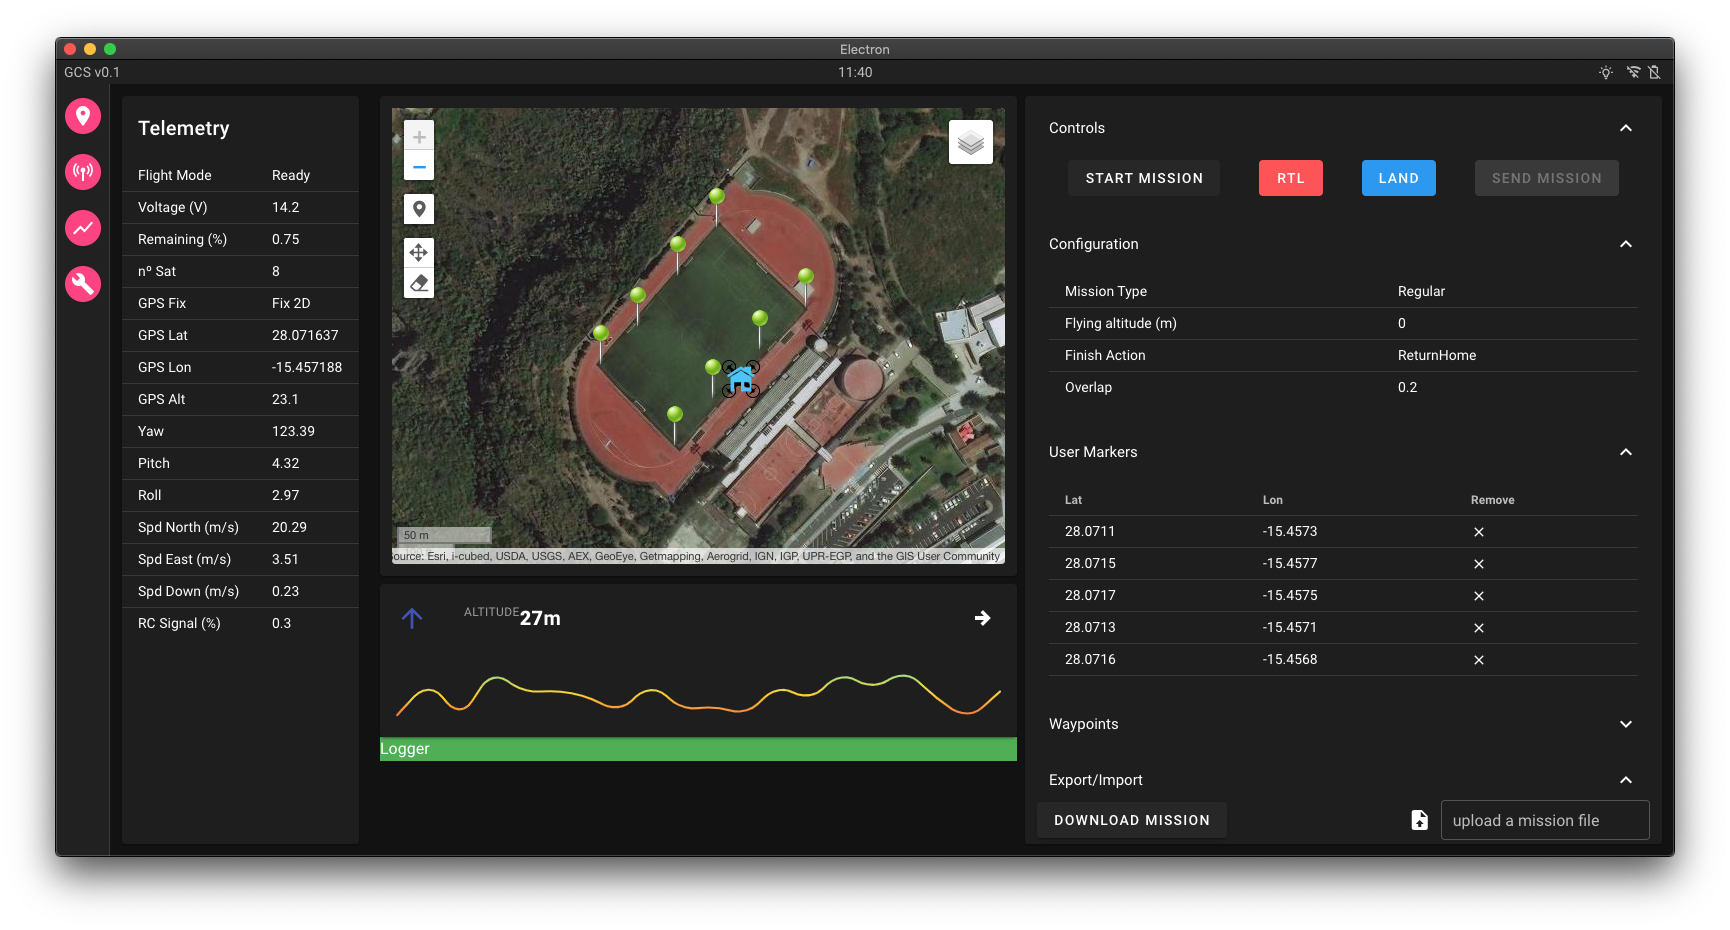 Electron
GCS v0.1
11:40
Telemetry
Flight Mode Ready
Voltage (V) 14.2
Remaining (%) 0.75
nº Sat 8
GPS Fix Fix 2D
GPS Lat 28.071637
GPS Lon -15.457188
GPS Alt 23.1
Yaw 123.39
Pitch 4.32
Roll 2.97
Spd North (m/s) 20.29
Spd East (m/s) 3.51
Spd Down (m/s) 0.23
RC Signal (%) 0.3
+
−
50 m
ource: Esri, i-cubed, USDA, USGS, AEX, GeoEye, Getmapping, Aerogrid, IGN, IGP, UPR-EGP, and the GIS User Community
ALTITUDE 27m
Logger
Controls
START MISSION RTL LAND SEND MISSION
Configuration
Mission Type Regular
Flying altitude (m) 0
Finish Action ReturnHome
Overlap 0.2
User Markers
Lat Lon Remove
28.0711 -15.4573
28.0715 -15.4577
28.0717 -15.4575
28.0713 -15.4571
28.0716 -15.4568
Waypoints
Export/Import
DOWNLOAD MISSION upload a mission file